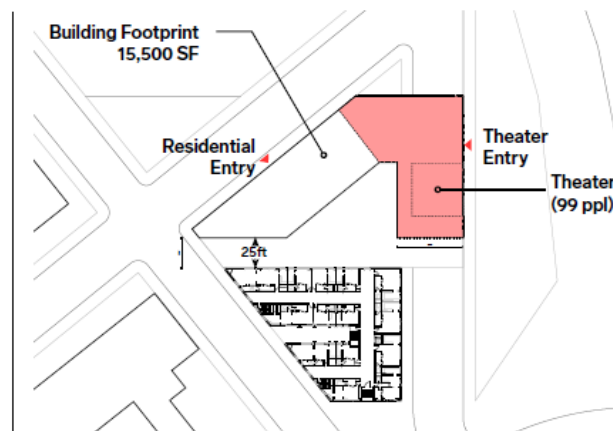 Building Footprint
15,500 SF
Residential
Entry
Theater
Entry
Theater
(99 ppl)
25ft